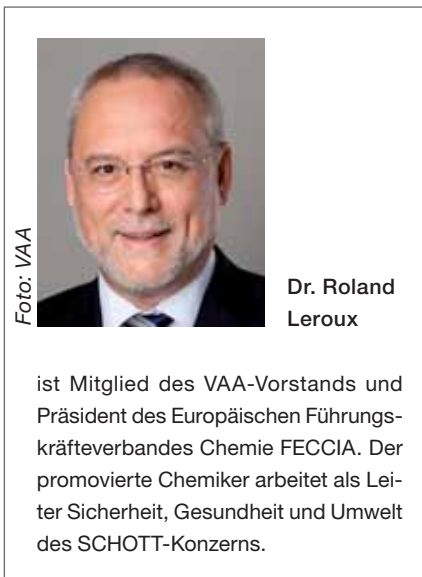 Foto: VAA
Dr. Roland
Leroux
ist Mitglied des VAA-Vorstands und
Präsident des Europäischen Führungs-
kräfteverbandes Chemie FECCIA. Der
promovierte Chemiker arbeitet als Lei-
ter Sicherheit, Gesundheit und Umwelt
des SCHOTT-Konzerns.